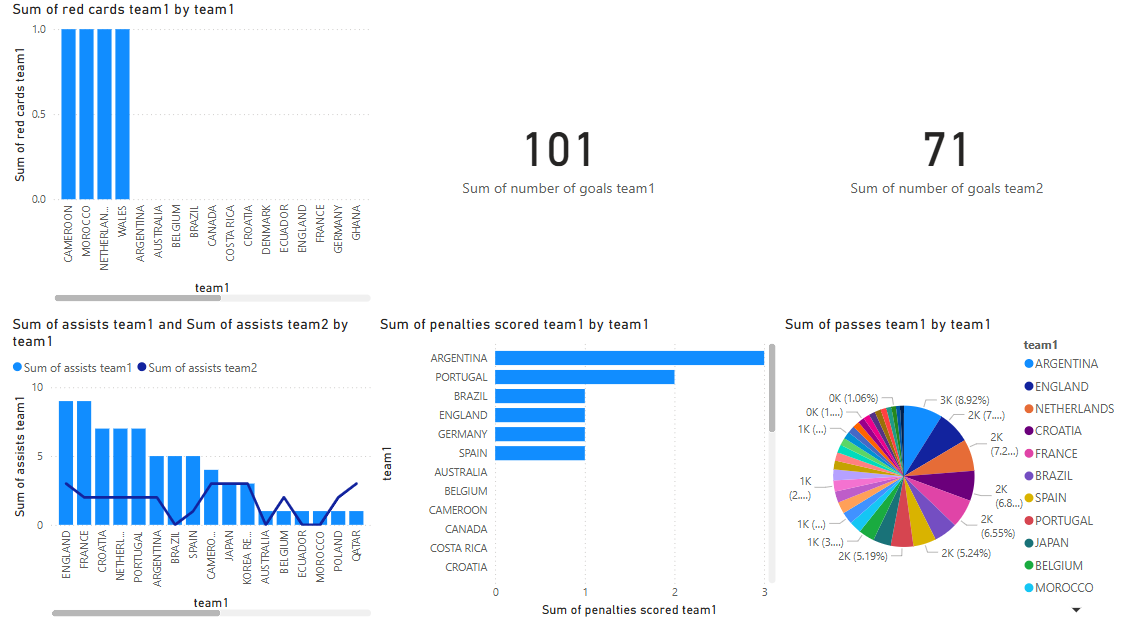 Sum of red cards team1 by team1
Sum of red cards team1
1.0
0.5
0.0
CAMEROON
MOROCCO
NETHERLAN...
WALES
ARGENTINA
AUSTRALIA
BELGIUM
BRAZIL
CANADA
COSTA RICA
CROATIA
DENMARK
ECUADOR
ENGLAND
FRANCE
GERMANY
GHANA
team1
101
Sum of number of goals team1
71
Sum of number of goals team2
Sum of assists team1 and Sum of assists team2 by
team1
Sum of assists team1 Sum of assists team2
Sum of assists team1
10
5
0
ENGLAND
FRANCE
CROATIA
NETHERL...
PORTUGAL
ARGENTINA
BRAZIL
SPAIN
CAMERO...
JAPAN
KOREA RE...
AUSTRALIA
BELGIUM
ECUADOR
MOROCCO
POLAND
QATAR
team1
Sum of penalties scored team1 by team1
team1
ARGENTINA
PORTUGAL
BRAZIL
ENGLAND
GERMANY
SPAIN
AUSTRALIA
BELGIUM
CAMEROON
CANADA
COSTA RICA
CROATIA
0 1 2 3
Sum of penalties scored team1
Sum of passes team1 by team1
3K (8.92%)
2K (7....)
2K
(7.2...)
2K
(6.8...)
2K
(6.55%)
2K (5.24%)
2K (5.19%)
1K (3....)
1K (...)
1K
(2....)
1K (...)
0K (1....)
0K (1.06%)
team1
ARGENTINA
ENGLAND
NETHERLANDS
CROATIA
FRANCE
BRAZIL
SPAIN
PORTUGAL
JAPAN
BELGIUM
MOROCCO